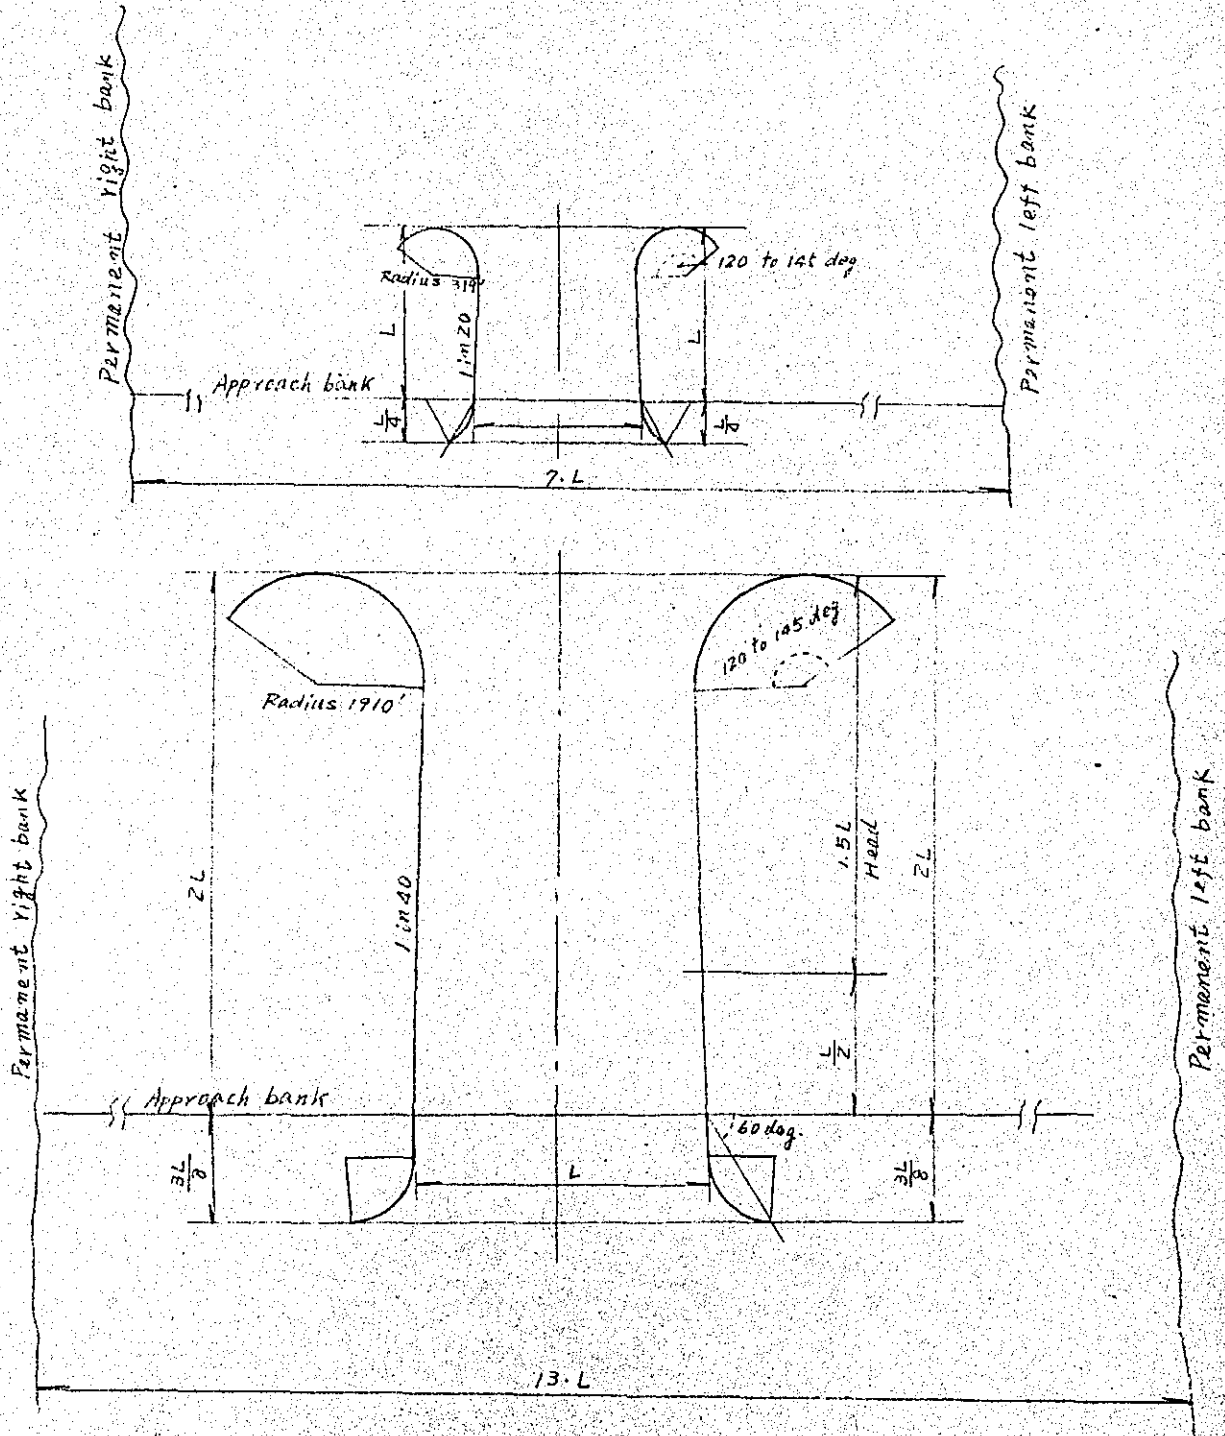 Permanent right bank
Permanent left bank
Radius 319'
120 to 145 deg
L
1 in 20
L
Approach bank
L/4
L/4
7.L
120 to 145 deg
Radius 1910'
Permanent right bank
2L
1 in 40
1.5L
Head
2L
Permanent left bank
L/2
Approach bank
60 deg.
3L/8
L
3L/8
13.L